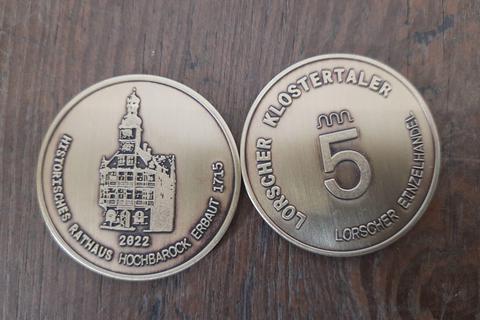 HISTORISCHES RATHAUS HOCHBAROCK ERBAUT 1715
2022
LORSCHER KLOSTERTALER
5
LORSCHER EINZELHANDEL